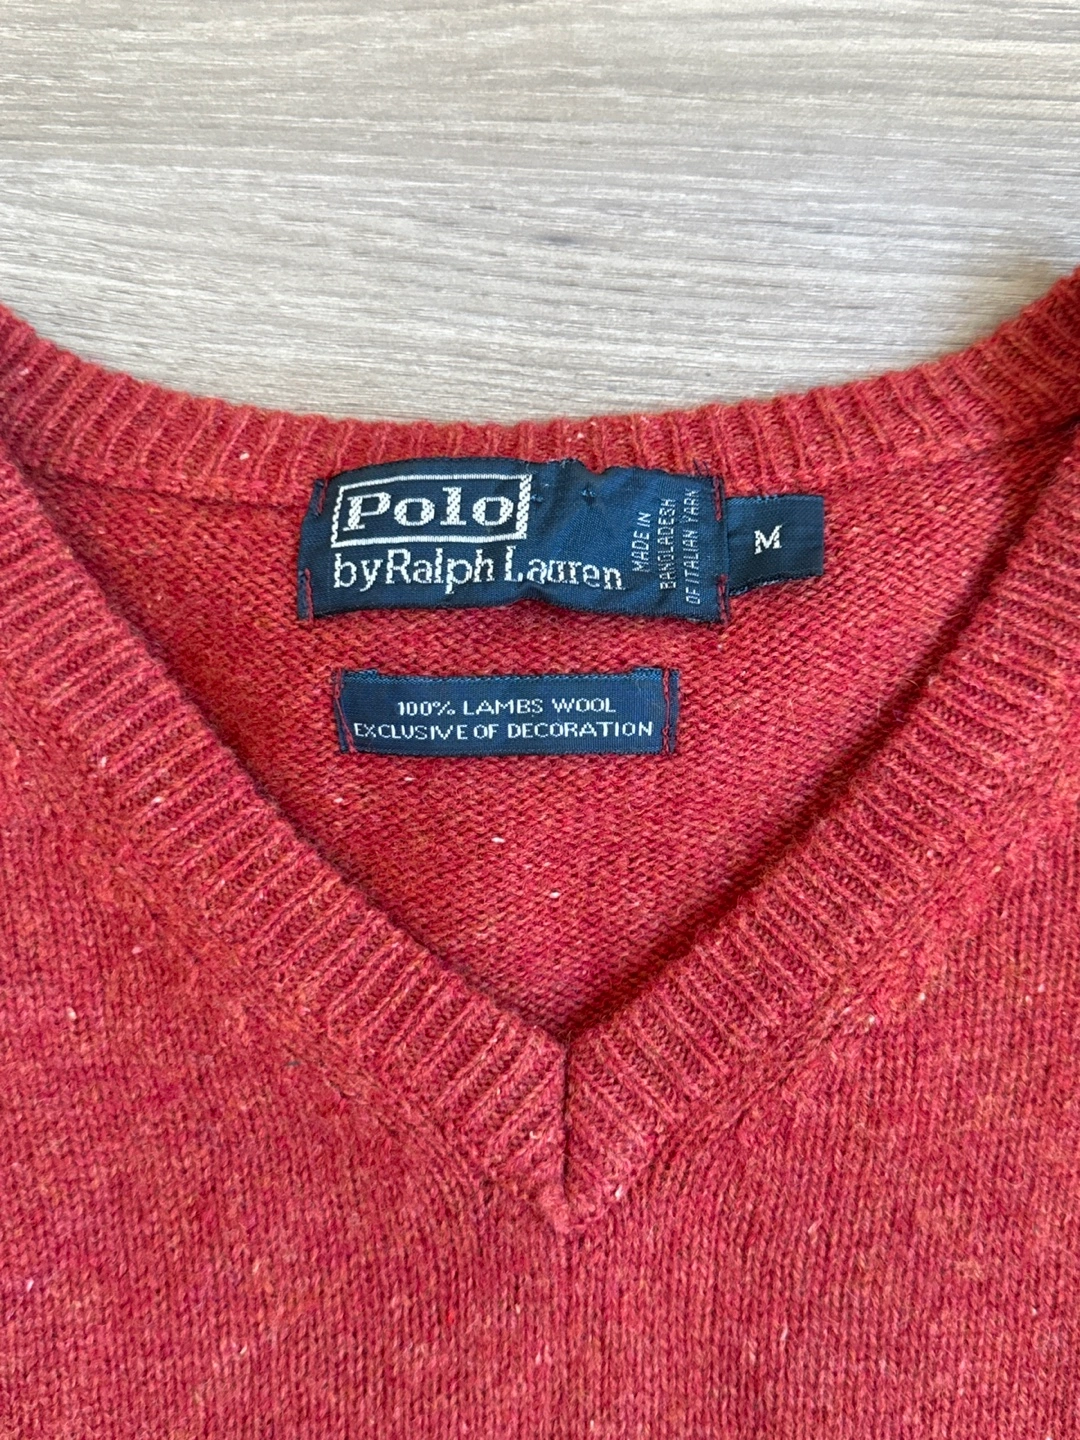 Polo
by Ralph Lauren
MADE IN
BANGLADESH
OF ITALIAN YARN
M
100% LAMBS WOOL
EXCLUSIVE OF DECORATION